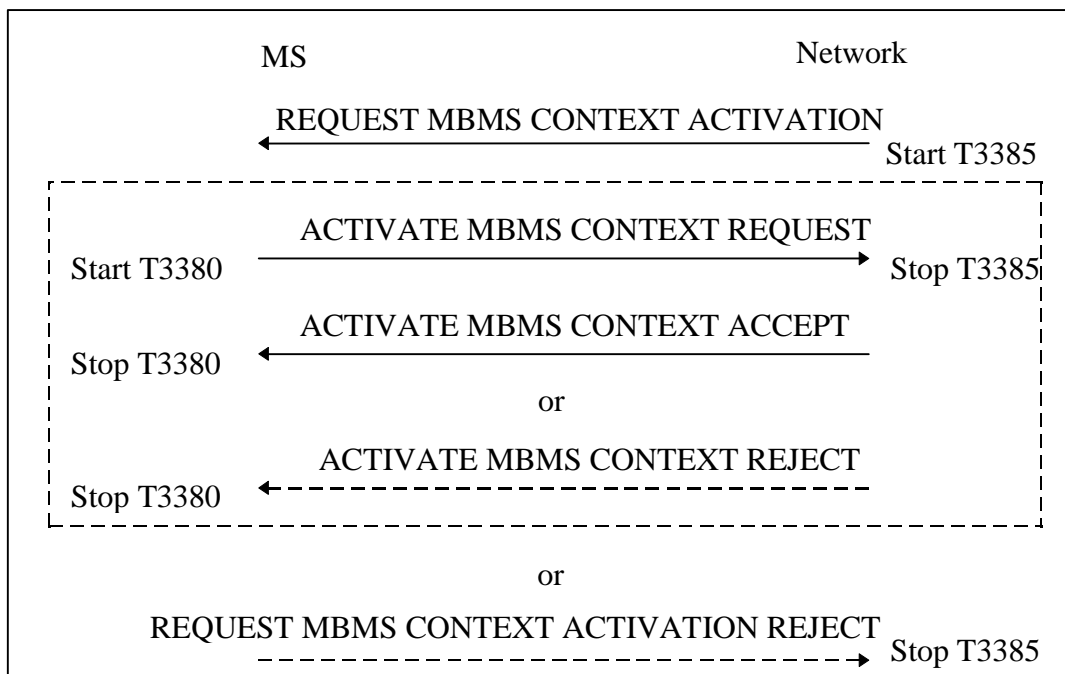 MS
Network
REQUEST MBMS CONTEXT ACTIVATION
Start T3385
ACTIVATE MBMS CONTEXT REQUEST
Start T3380
Stop T3385
ACTIVATE MBMS CONTEXT ACCEPT
Stop T3380
or
ACTIVATE MBMS CONTEXT REJECT
Stop T3380
or
REQUEST MBMS CONTEXT ACTIVATION REJECT
Stop T3385